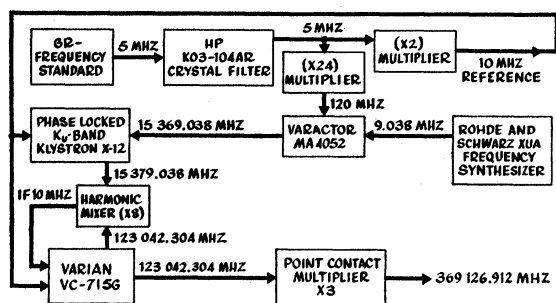 GR-
FREQUENCY
STANDARD
5 MHZ
HP
K03-104AR
CRYSTAL FILTER
5 MHZ
(X24)
MULTIPLIER
(X2)
MULTIPLIER
10 MHZ
REFERENCE
120 MHZ
PHASE LOCKED
Ku-BAND
KLYSTRON X-12
15 369.038 MHZ
VARACTOR
MA 4052
9.038 MHZ
ROHDE AND
SCHWARZ XUA
FREQUENCY
SYNTHESIZER
15 379.038 MHZ
IF 10 MHZ
HARMONIC
MIXER (X8)
123 042.304 MHZ
VARIAN
VC-715G
123 042.304 MHZ
POINT CONTACT
MULTIPLIER
X3
369 126.912 MHZ